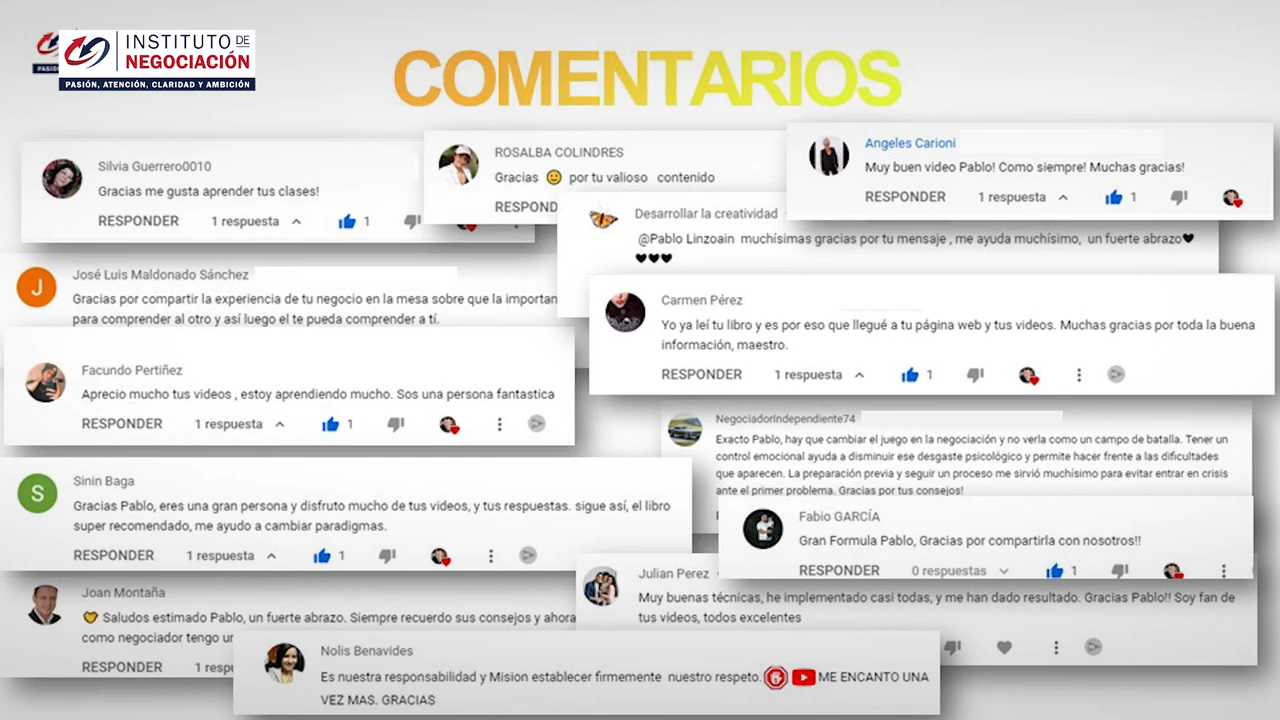 INSTITUTO DE
NEGOCIACIÓN
PASIÓN, ATENCIÓN, CLARIDAD Y AMBICIÓN
COMENTARIOS
Silvia Guerrero0010
Gracias me gusta aprender tus clases!
RESPONDER 1 respuesta 1
ROSALBA COLINDRES
Gracias 🙂 por tu valioso contenido
RESPOND
Angeles Carioni
Muy buen video Pablo! Como siempre! Muchas gracias!
RESPONDER 1 respuesta 1
Desarrollar la creatividad
@Pablo Linzoain muchísimas gracias por tu mensaje , me ayuda muchísimo, un fuerte abrazo🖤
🖤🖤🖤
José Luis Maldonado Sánchez
Gracias por compartir la experiencia de tu negocio en la mesa sobre que la importan
para comprender al otro y así luego el te pueda comprender a tí.
Carmen Pérez
Yo ya leí tu libro y es por eso que llegué a tu página web y tus videos. Muchas gracias por toda la buena
información, maestro.
RESPONDER 1 respuesta 1
Facundo Pertiñez
Aprecio mucho tus videos , estoy aprendiendo mucho. Sos una persona fantastica
RESPONDER 1 respuesta 1
NegociadorIndependiente74
Exacto Pablo, hay que cambiar el juego en la negociación y no verla como un campo de batalla. Tener un
control emocional ayuda a disminuir ese desgaste psicológico y permite hacer frente a las dificultades
que aparecen. La preparación previa y seguir un proceso me sirvió muchísimo para evitar entrar en crisis
ante el primer problema. Gracias por tus consejos!
Sinin Baga
Gracias Pablo, eres una gran persona y disfruto mucho de tus videos, y tus respuestas. sigue así, el libro
super recomendado, me ayudo a cambiar paradigmas.
RESPONDER 1 respuesta 1
Fabio GARCÍA
Gran Formula Pablo, Gracias por compartirla con nosotros!!
RESPONDER 0 respuestas 1
Julian Perez
Muy buenas técnicas, he implementado casi todas, y me han dado resultado. Gracias Pablo!! Soy fan de
tus videos, todos excelentes
Joan Montaña
Saludos estimado Pablo, un fuerte abrazo. Siempre recuerdo sus consejos y ahora
como negociador tengo
RESPONDER 1 resp
Nolis Benavides
Es nuestra responsabilidad y Mision establecer firmemente nuestro respeto. ME ENCANTO UNA
VEZ MAS. GRACIAS
J
S